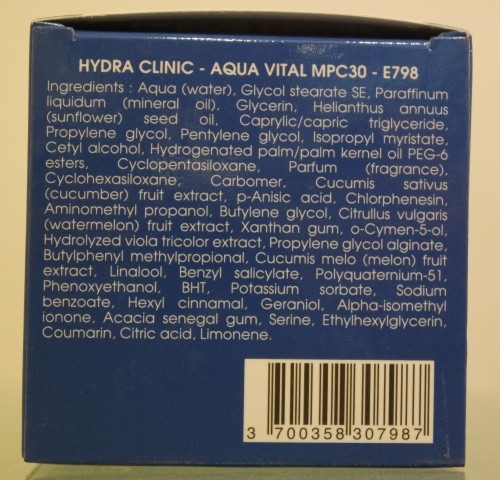 HYDRA CLINIC - AQUA VITAL MPC30 - E798
Ingredients : Aqua (water), Glycol stearate SE, Paraffinum
liquidum (mineral oil), Glycerin, Helianthus annuus
(sunflower) seed oil, Caprylic/capric triglyceride,
Propylene glycol, Pentylene glycol, Isopropyl myristate,
Cetyl alcohol, Hydrogenated palm/palm kernel oil PEG-6
esters, Cyclopentasiloxane, Parfum (fragrance),
Cyclohexasiloxane, Carbomer, Cucumis sativus
(cucumber) fruit extract, p-Anisic acid, Chlorphenesin,
Aminomethyl propanol, Butylene glycol, Citrullus vulgaris
(watermelon) fruit extract, Xanthan gum, o-Cymen-5-ol,
Hydrolyzed viola tricolor extract, Propylene glycol alginate,
Butylphenyl methylpropional, Cucumis melo (melon) fruit
extract, Linalool, Benzyl salicylate, Polyquaternium-51,
Phenoxyethanol, BHT, Potassium sorbate, Sodium
benzoate, Hexyl cinnamal, Geraniol, Alpha-isomethyl
ionone, Acacia senegal gum, Serine, Ethylhexylglycerin,
Coumarin, Citric acid, Limonene.
3 700358 307987